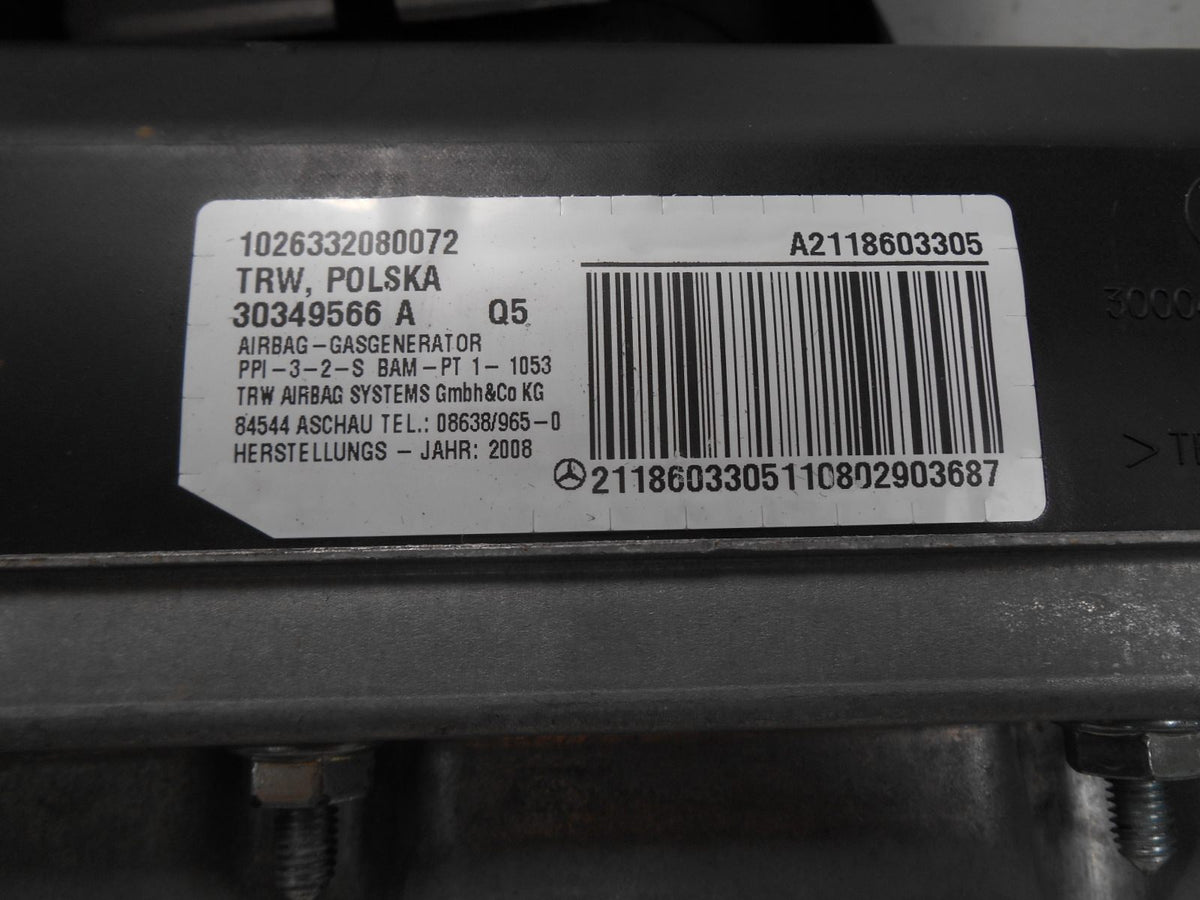 1026332080072
TRW, POLSKA
30349566 A Q5
AIRBAG-GASGENERATOR
PPI-3-2-S BAM-PT 1- 1053
TRW AIRBAG SYSTEMS Gmbh&Co KG
84544 ASCHAU TEL.: 08638/965-0
HERSTELLUNGS - JAHR: 2008
A2118603305
2118603305110802903687